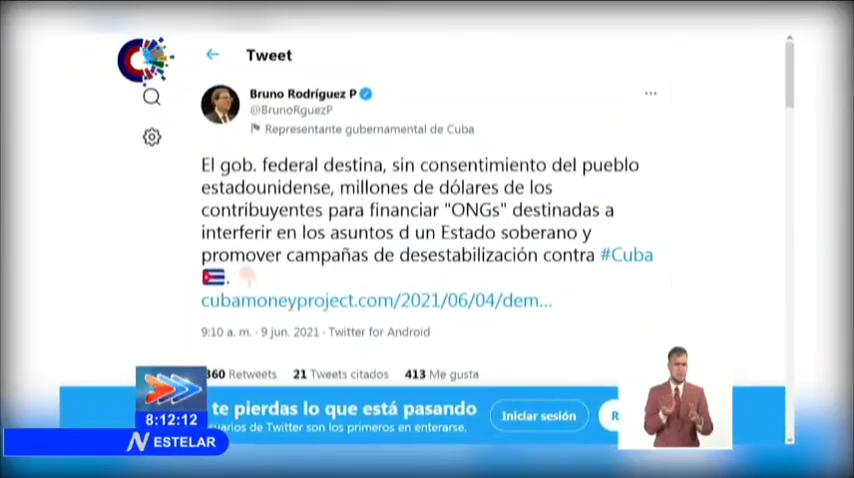 Tweet
Bruno Rodríguez P
@BrunoRguezP
Representante gubernamental de Cuba
El gob. federal destina, sin consentimiento del pueblo
estadounidense, millones de dólares de los
contribuyentes para financiar "ONGs" destinadas a
interferir en los asuntos d un Estado soberano y
promover campañas de desestabilización contra #Cuba
cubamoneyproject.com/2021/06/04/dem...
9:10 a. m. · 9 jun. 2021 · Twitter for Android
360 Retweets 21 Tweets citados 413 Me gusta
te pierdas lo que está pasando
uarios de Twitter son los primeros en enterarse.
Iniciar sesión
R
8:12:12
N ESTELAR